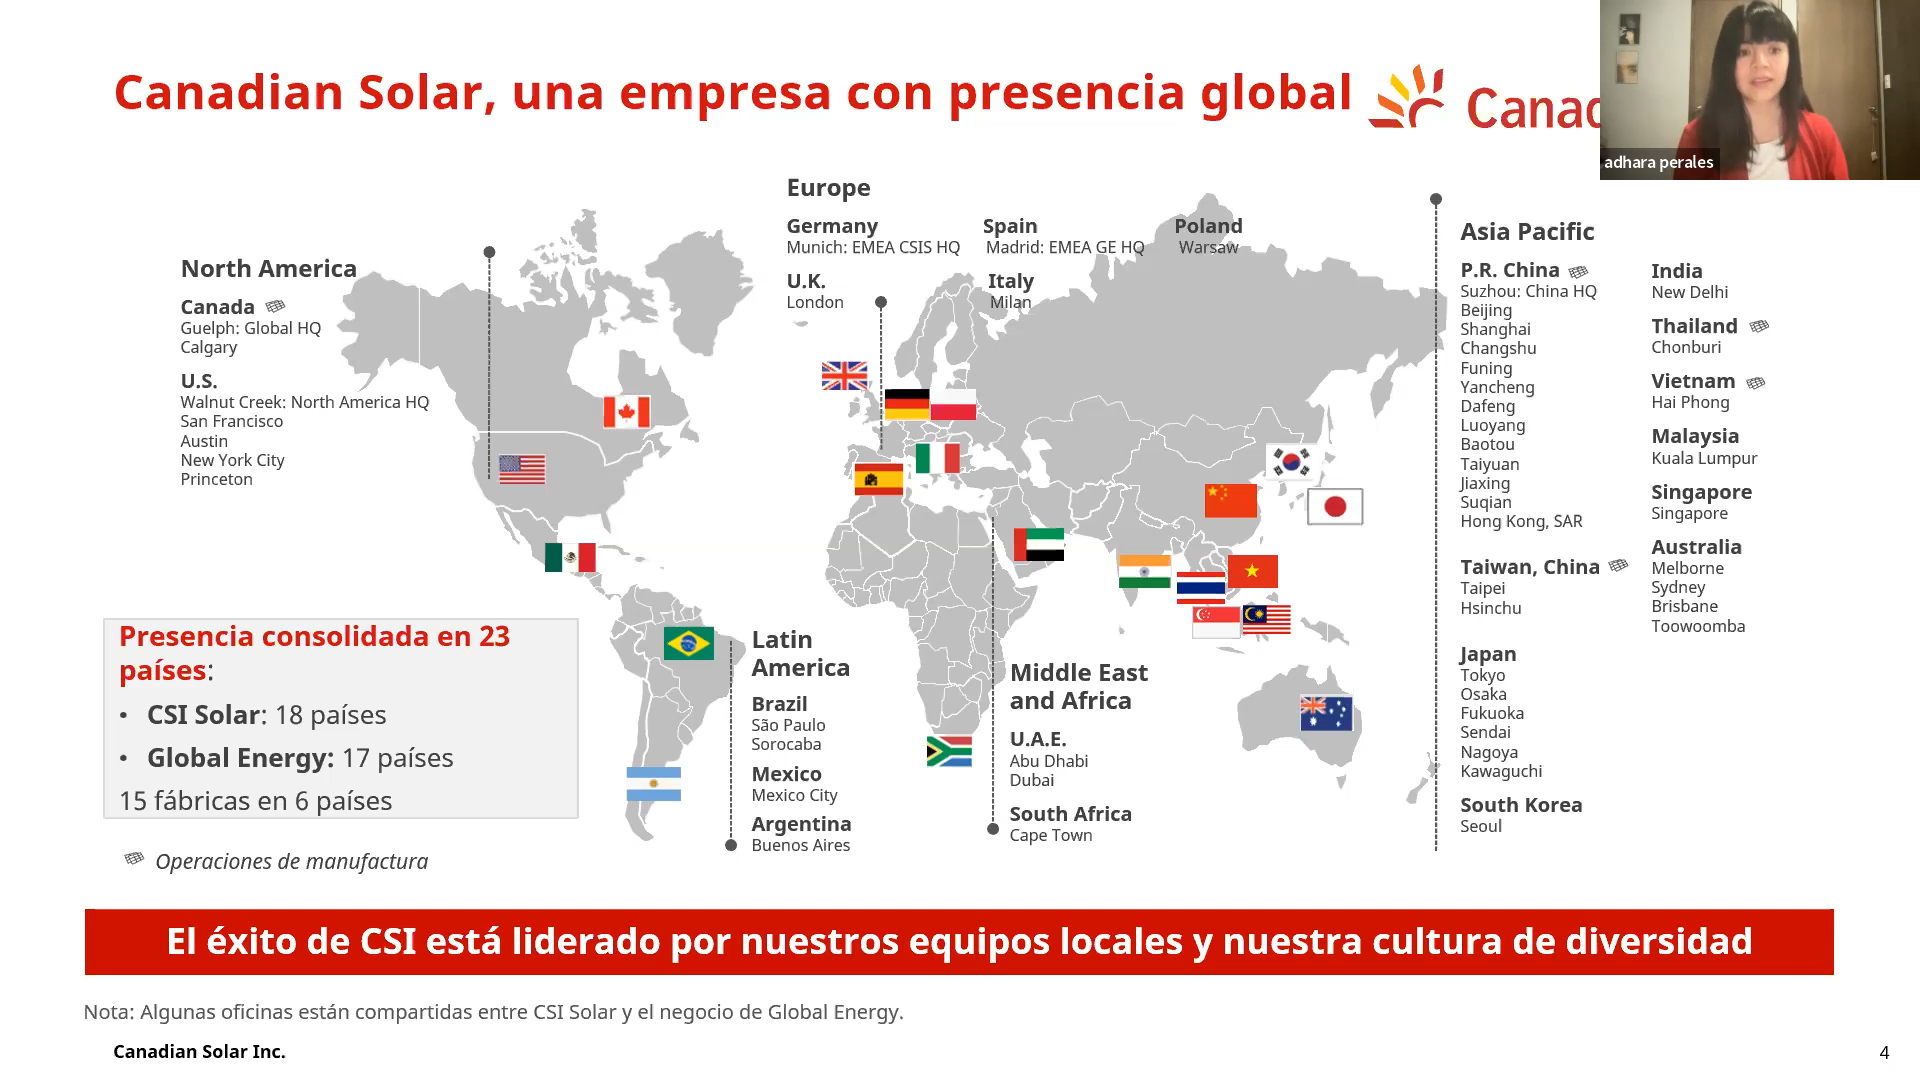 Canadian Solar, una empresa con presencia global
adhara perales
North America
Canada
Guelph: Global HQ
Calgary
U.S.
Walnut Creek: North America HQ
San Francisco
Austin
New York City
Princeton
Europe
Germany
Munich: EMEA CSIS HQ
Spain
Madrid: EMEA GE HQ
Poland
Warsaw
U.K.
London
Italy
Milan
Asia Pacific
P.R. China
Suzhou: China HQ
Beijing
Shanghai
Changshu
Funing
Yancheng
Dafeng
Luoyang
Baotou
Taiyuan
Jiaxing
Suqian
Hong Kong, SAR
Taiwan, China
Taipei
Hsinchu
Japan
Tokyo
Osaka
Fukuoka
Sendai
Nagoya
Kawaguchi
South Korea
Seoul
India
New Delhi
Thailand
Chonburi
Vietnam
Hai Phong
Malaysia
Kuala Lumpur
Singapore
Singapore
Australia
Melborne
Sydney
Brisbane
Toowoomba
Latin
America
Brazil
São Paulo
Sorocaba
Mexico
Mexico City
Argentina
Buenos Aires
Middle East
and Africa
U.A.E.
Abu Dhabi
Dubai
South Africa
Cape Town
Presencia consolidada en 23
países:
• CSI Solar: 18 países
• Global Energy: 17 países
15 fábricas en 6 países
Operaciones de manufactura
El éxito de CSI está liderado por nuestros equipos locales y nuestra cultura de diversidad
Nota: Algunas oficinas están compartidas entre CSI Solar y el negocio de Global Energy.
Canadian Solar Inc.
4